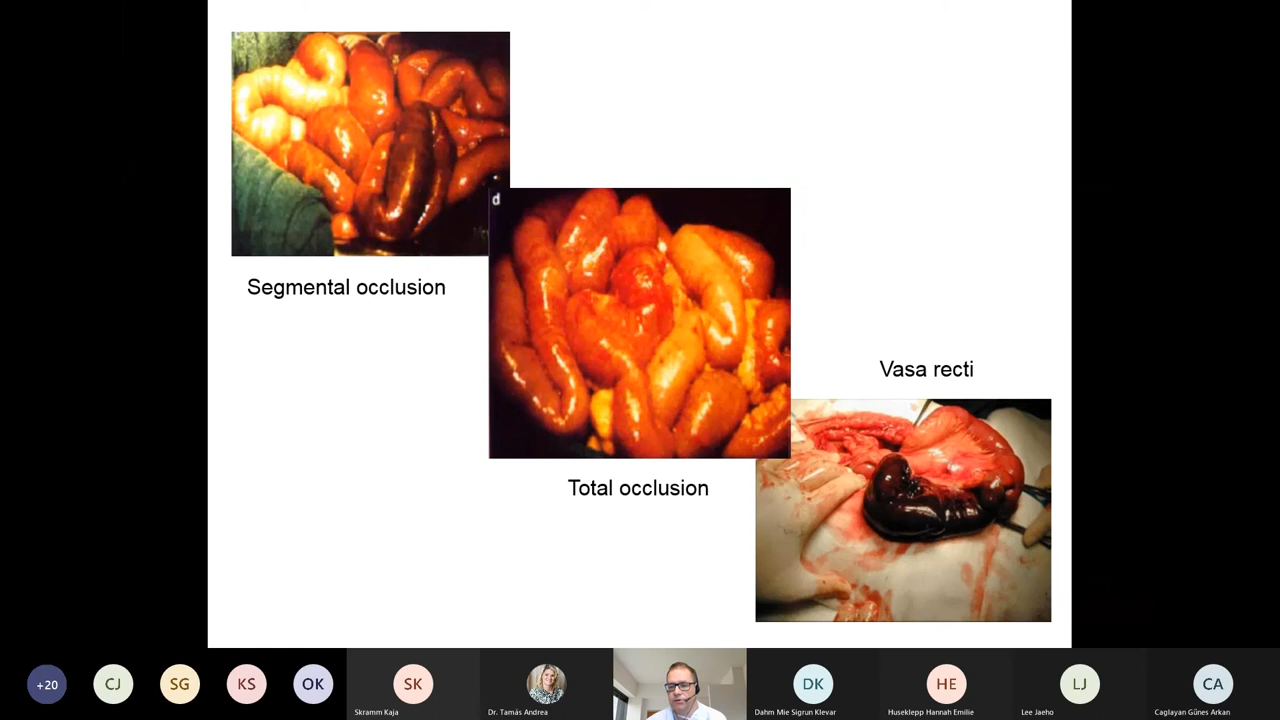 d
Segmental occlusion
Vasa recti
Total occlusion
+20
CJ
SG
KS
OK
SK
DK
HE
LJ
CA
Skramm Kaja
Dr. Tamás Andrea
Dahm Mie Sigrun Klevar
Huseklepp Hannah Emilie
Lee Jaeho
Caglayan Günes Arkan